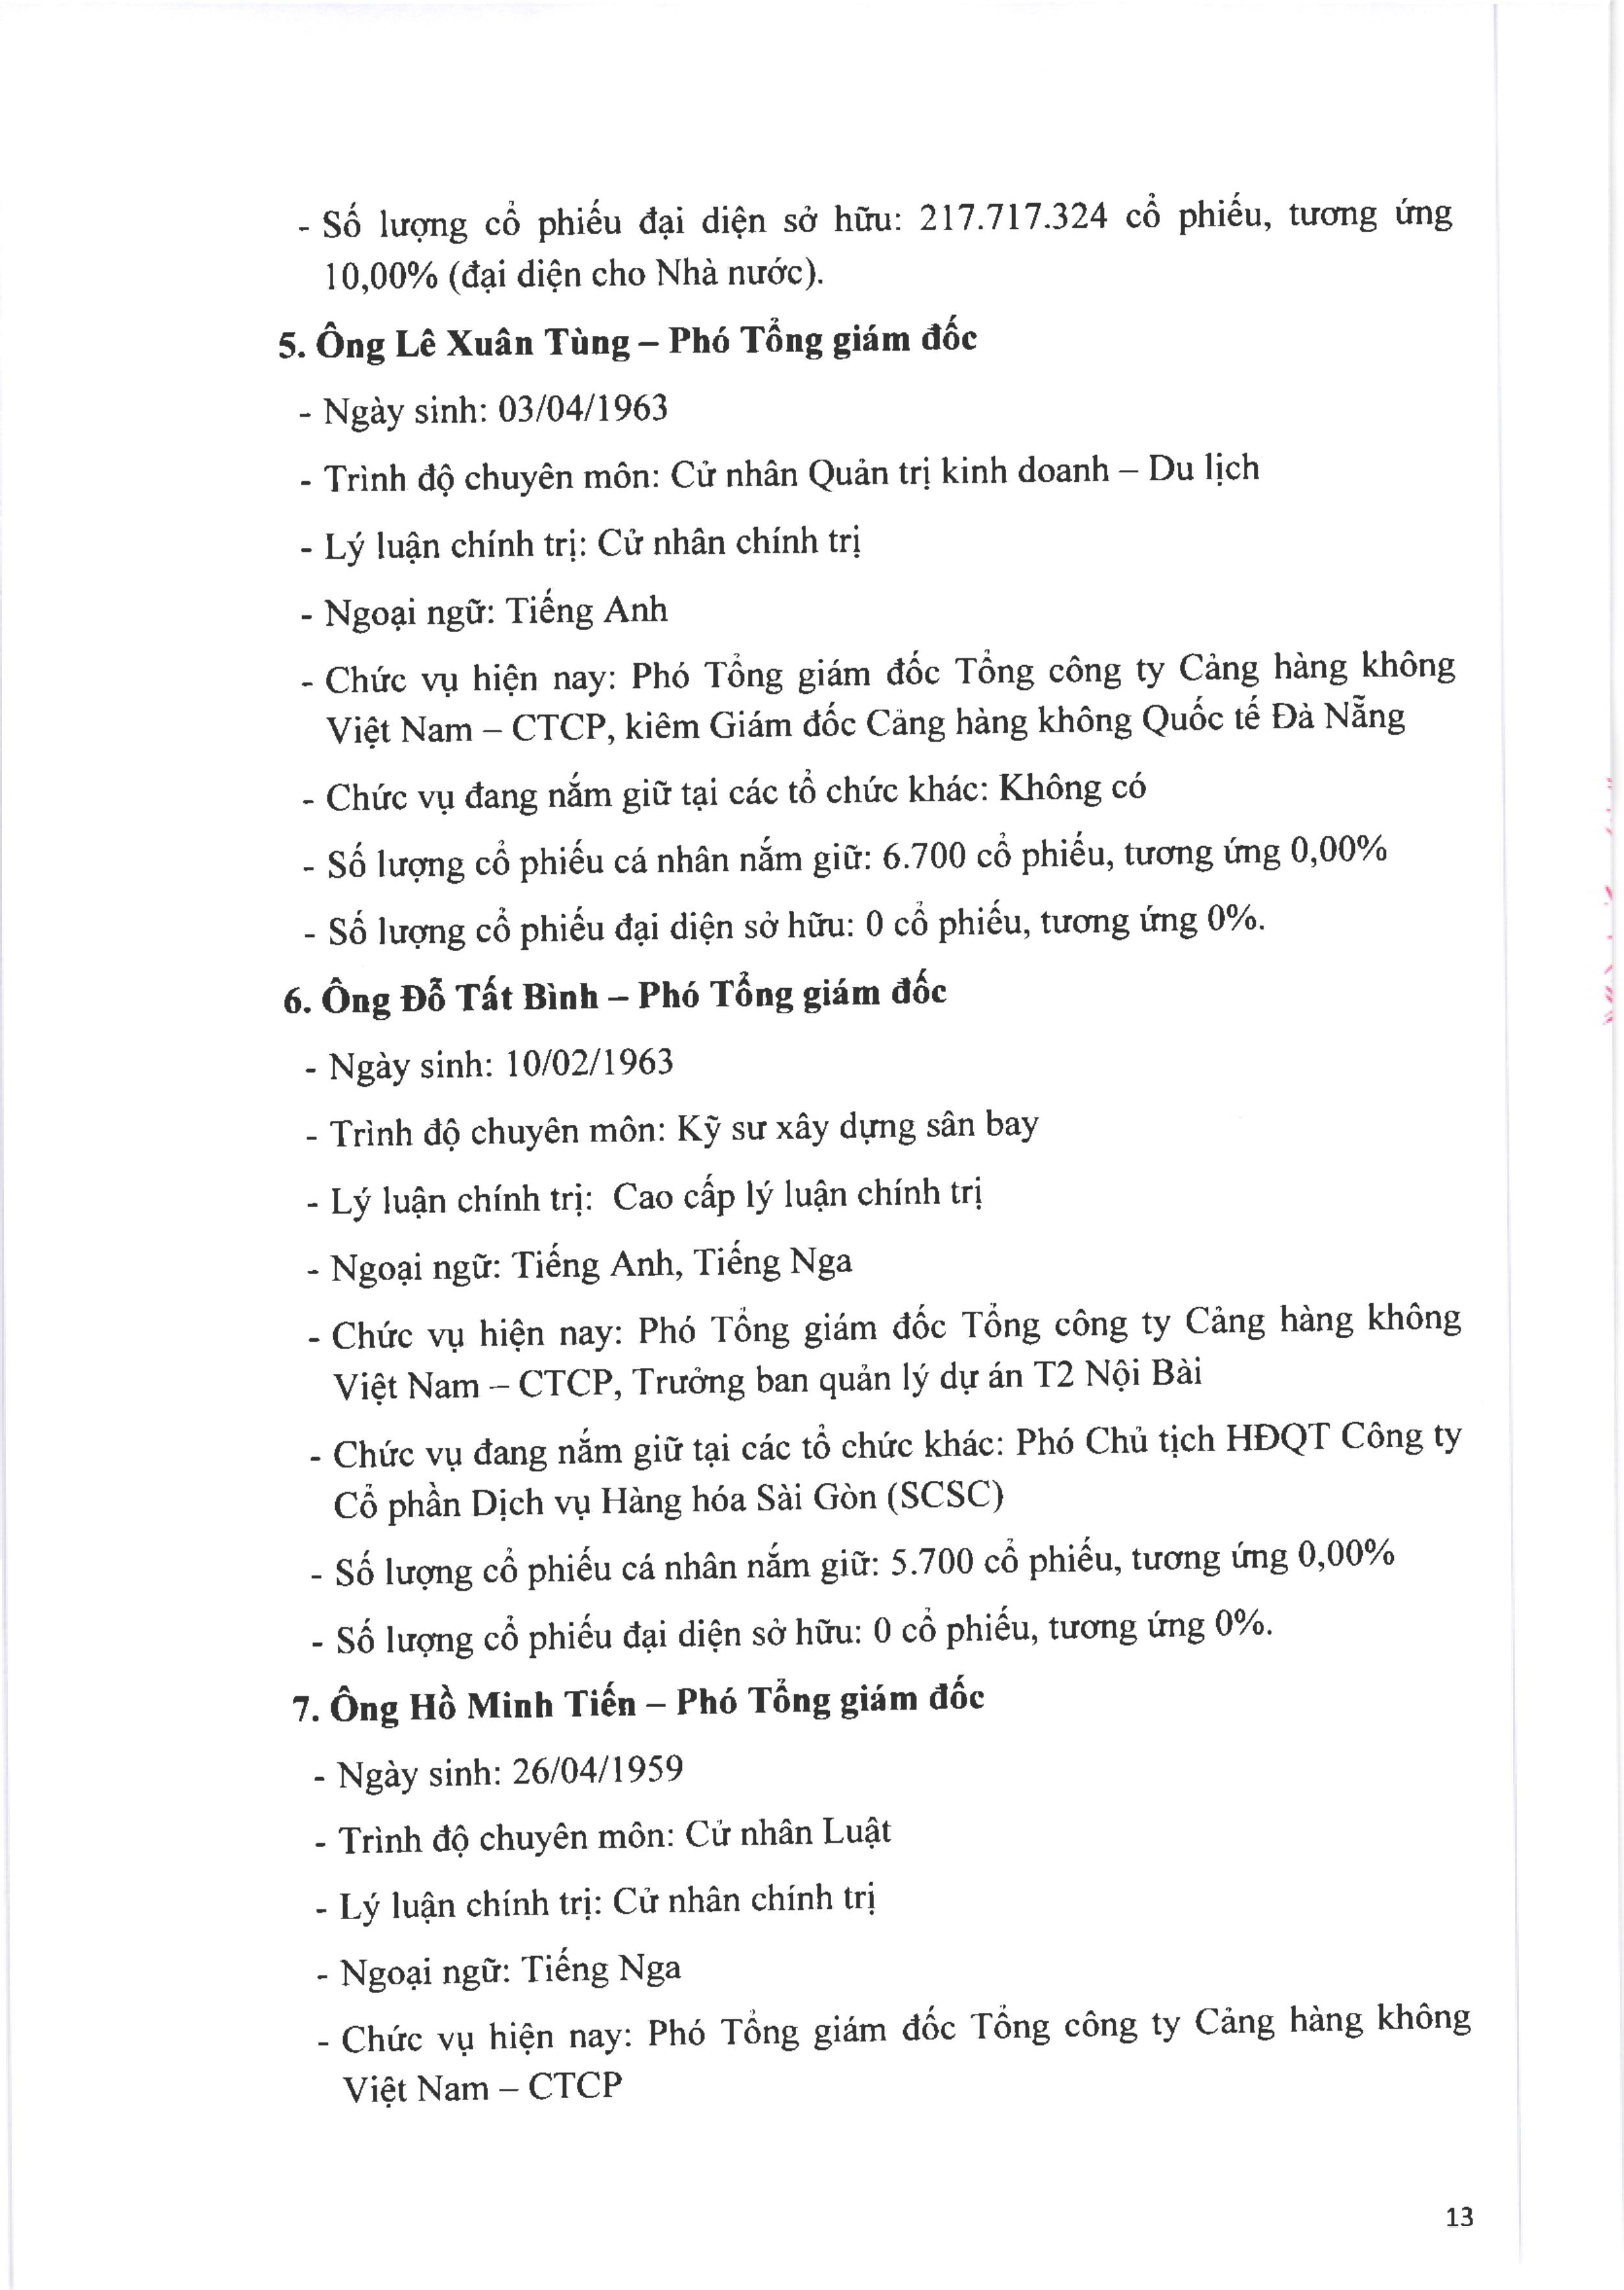 - Số lượng cổ phiếu đại diện sở hữu: 217.717.324 cổ phiếu, tương ứng
10,00% (đại diện cho Nhà nước).
5. Ông Lê Xuân Tùng – Phó Tổng giám đốc
- Ngày sinh: 03/04/1963
- Trình độ chuyên môn: Cử nhân Quản trị kinh doanh – Du lịch
- Lý luận chính trị: Cử nhân chính trị
- Ngoại ngữ: Tiếng Anh
- Chức vụ hiện nay: Phó Tổng giám đốc Tổng công ty Cảng hàng không
Việt Nam – CTCP, kiêm Giám đốc Cảng hàng không Quốc tế Đà Nẵng
- Chức vụ đang nắm giữ tại các tổ chức khác: Không có
- Số lượng cổ phiếu cá nhân nắm giữ: 6.700 cổ phiếu, tương ứng 0,00%
- Số lượng cổ phiếu đại diện sở hữu: 0 cổ phiếu, tương ứng 0%.
6. Ông Đỗ Tất Bình – Phó Tổng giám đốc
- Ngày sinh: 10/02/1963
- Trình độ chuyên môn: Kỹ sư xây dựng sân bay
- Lý luận chính trị: Cao cấp lý luận chính trị
- Ngoại ngữ: Tiếng Anh, Tiếng Nga
- Chức vụ hiện nay: Phó Tổng giám đốc Tổng công ty Cảng hàng không
Việt Nam – CTCP, Trưởng ban quản lý dự án T2 Nội Bài
- Chức vụ đang nắm giữ tại các tổ chức khác: Phó Chủ tịch HĐQT Công ty
Cổ phần Dịch vụ Hàng hóa Sài Gòn (SCSC)
- Số lượng cổ phiếu cá nhân nắm giữ: 5.700 cổ phiếu, tương ứng 0,00%
- Số lượng cổ phiếu đại diện sở hữu: 0 cổ phiếu, tương ứng 0%.
7. Ông Hồ Minh Tiến – Phó Tổng giám đốc
- Ngày sinh: 26/04/1959
- Trình độ chuyên môn: Cử nhân Luật
- Lý luận chính trị: Cử nhân chính trị
- Ngoại ngữ: Tiếng Nga
- Chức vụ hiện nay: Phó Tổng giám đốc Tổng công ty Cảng hàng không
Việt Nam – CTCP
13